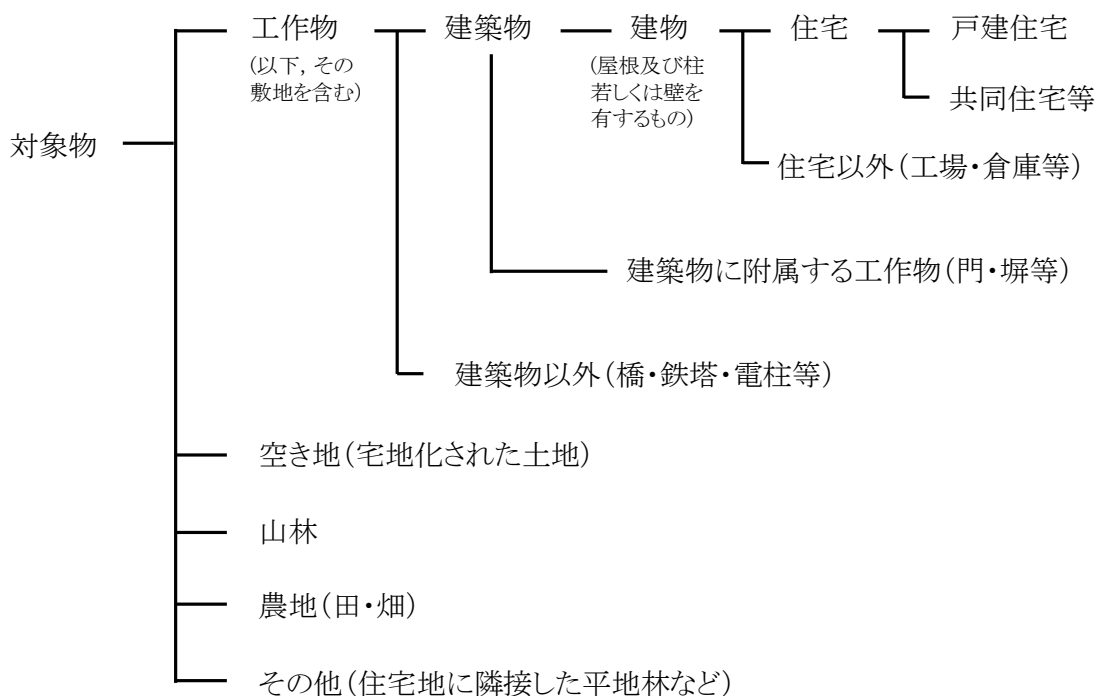 工作物
(以下，その
敷地を含む)
建築物
建物
(屋根及び柱
若しくは壁を
有するもの)
住宅
戸建住宅
共同住宅等
対象物
住宅以外(工場・倉庫等)
建築物に附属する工作物(門・塀等)
建築物以外(橋・鉄塔・電柱等)
空き地(宅地化された土地)
山林
農地(田・畑)
その他(住宅地に隣接した平地林など)